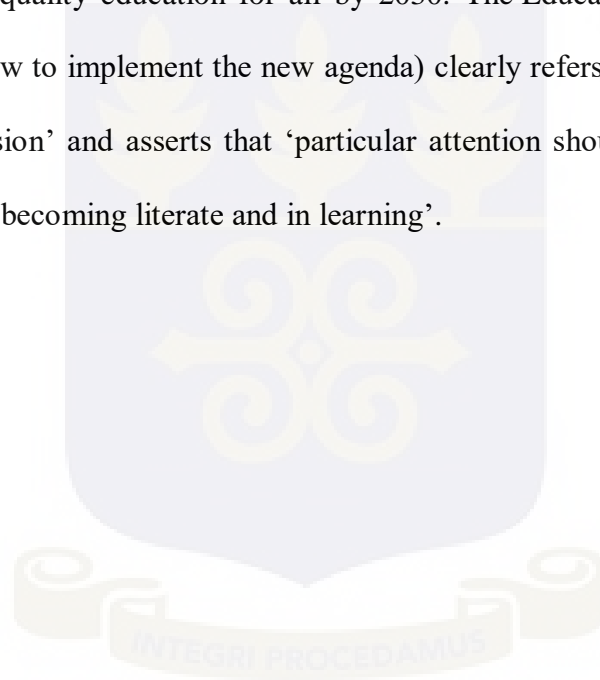 quality education for all by 2030. The Educa
w to implement the new agenda) clearly refers
sion’ and asserts that ‘particular attention shou
becoming literate and in learning’.
INTEGRI PROCEDAMUS